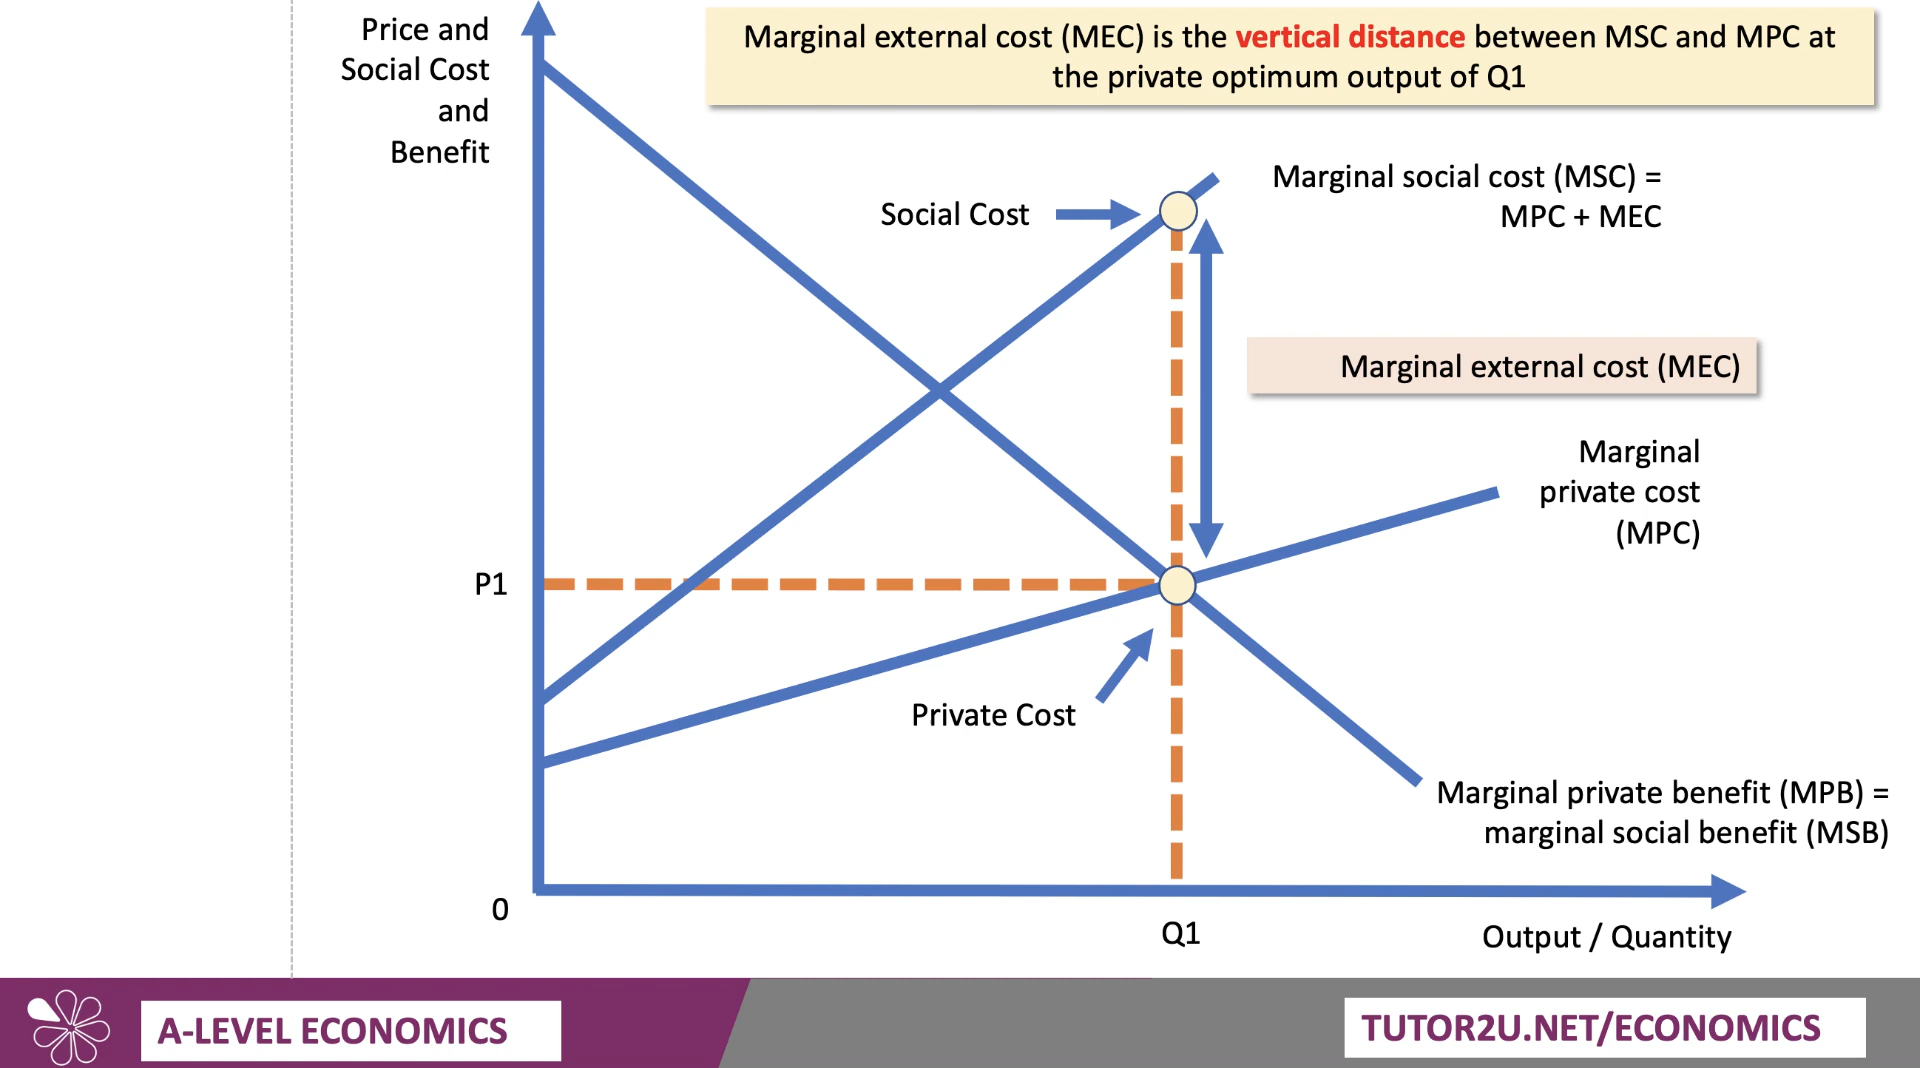 Price and
Social Cost
and
Benefit
Marginal external cost (MEC) is the vertical distance between MSC and MPC at
the private optimum output of Q1
Social Cost
Marginal social cost (MSC) =
MPC + MEC
Marginal external cost (MEC)
Marginal
private cost
(MPC)
P1
Private Cost
Marginal private benefit (MPB) =
marginal social benefit (MSB)
0
Q1
Output / Quantity
A-LEVEL ECONOMICS
TUTOR2U.NET/ECONOMICS